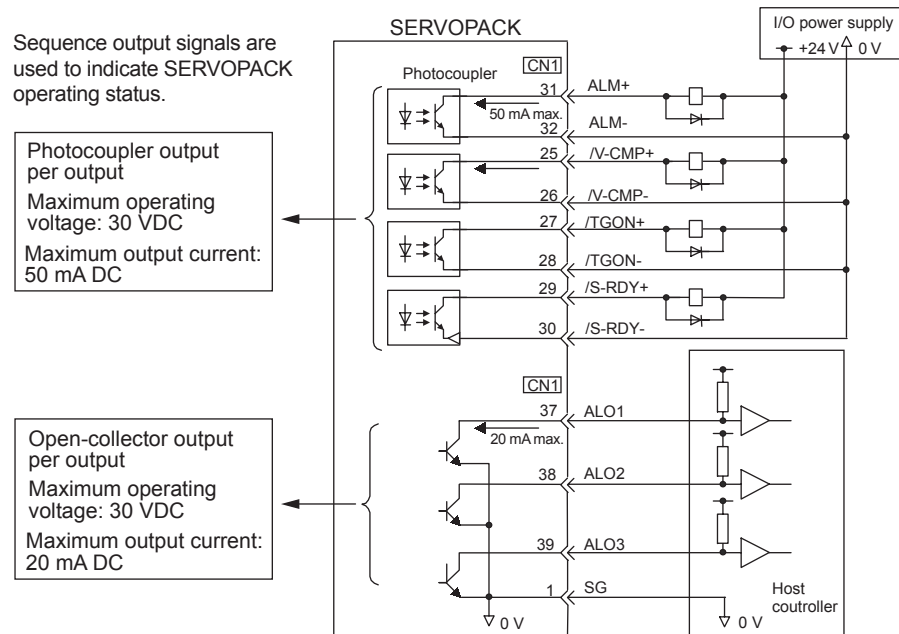 Sequence output signals are
used to indicate SERVOPACK
operating status.
Photocoupler output
per output
Maximum operating
voltage: 30 VDC
Maximum output current:
50 mA DC
Open-collector output
per output
Maximum operating
voltage: 30 VDC
Maximum output current:
20 mA DC
SERVOPACK
Photocoupler
CN1
I/O power supply
+24 V 0 V
31 ALM+
50 mA max.
32 ALM-
25 /V-CMP+
26 /V-CMP-
27 /TGON+
28 /TGON-
29 /S-RDY+
30 /S-RDY-
CN1
37 ALO1
20 mA max.
38 ALO2
39 ALO3
1 SG
0 V
0 V
Host
coutroller